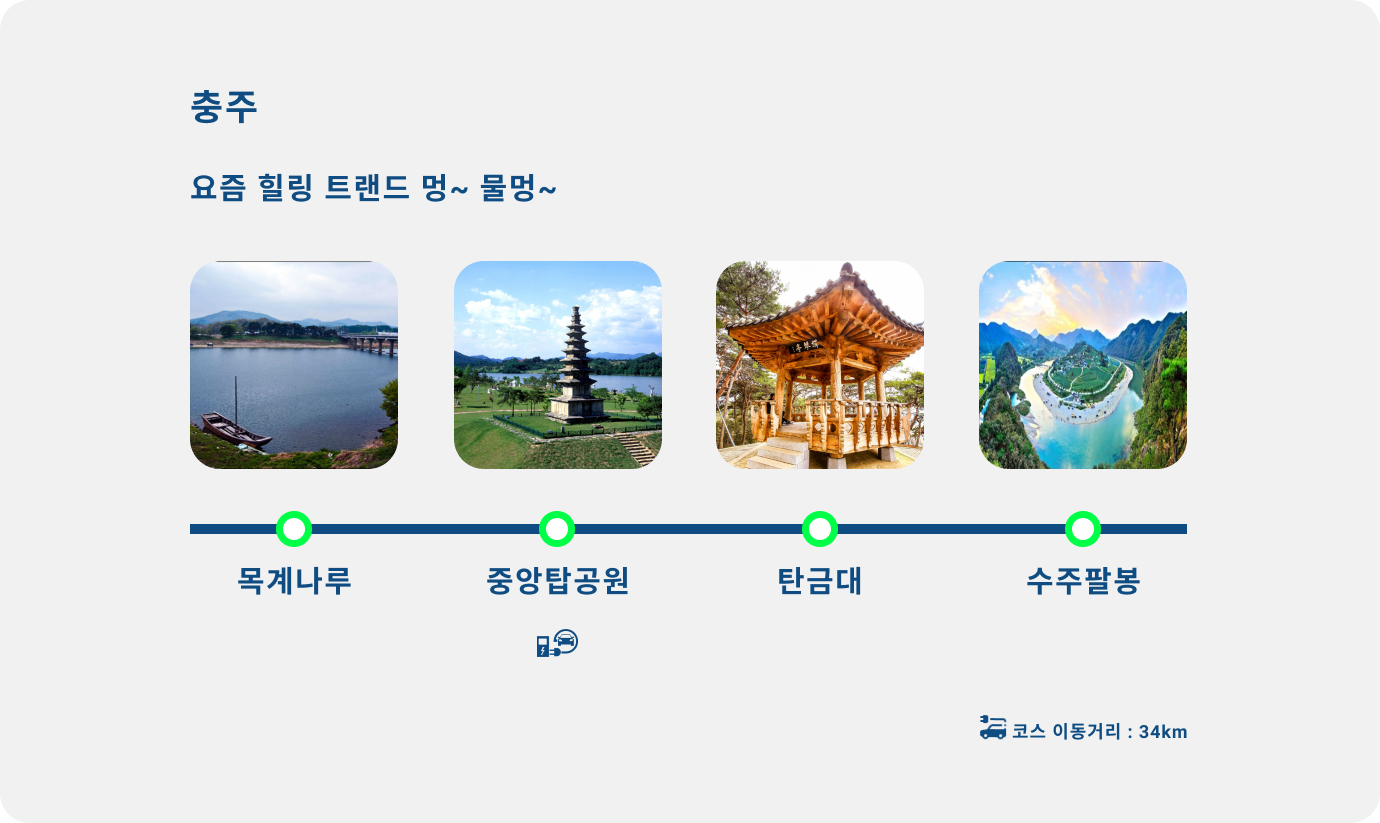 충주
요즘 힐링 트랜드 멍~ 물멍~
목계나루
중앙탑공원
탄금대
수주팔봉
코스 이동거리 : 34km